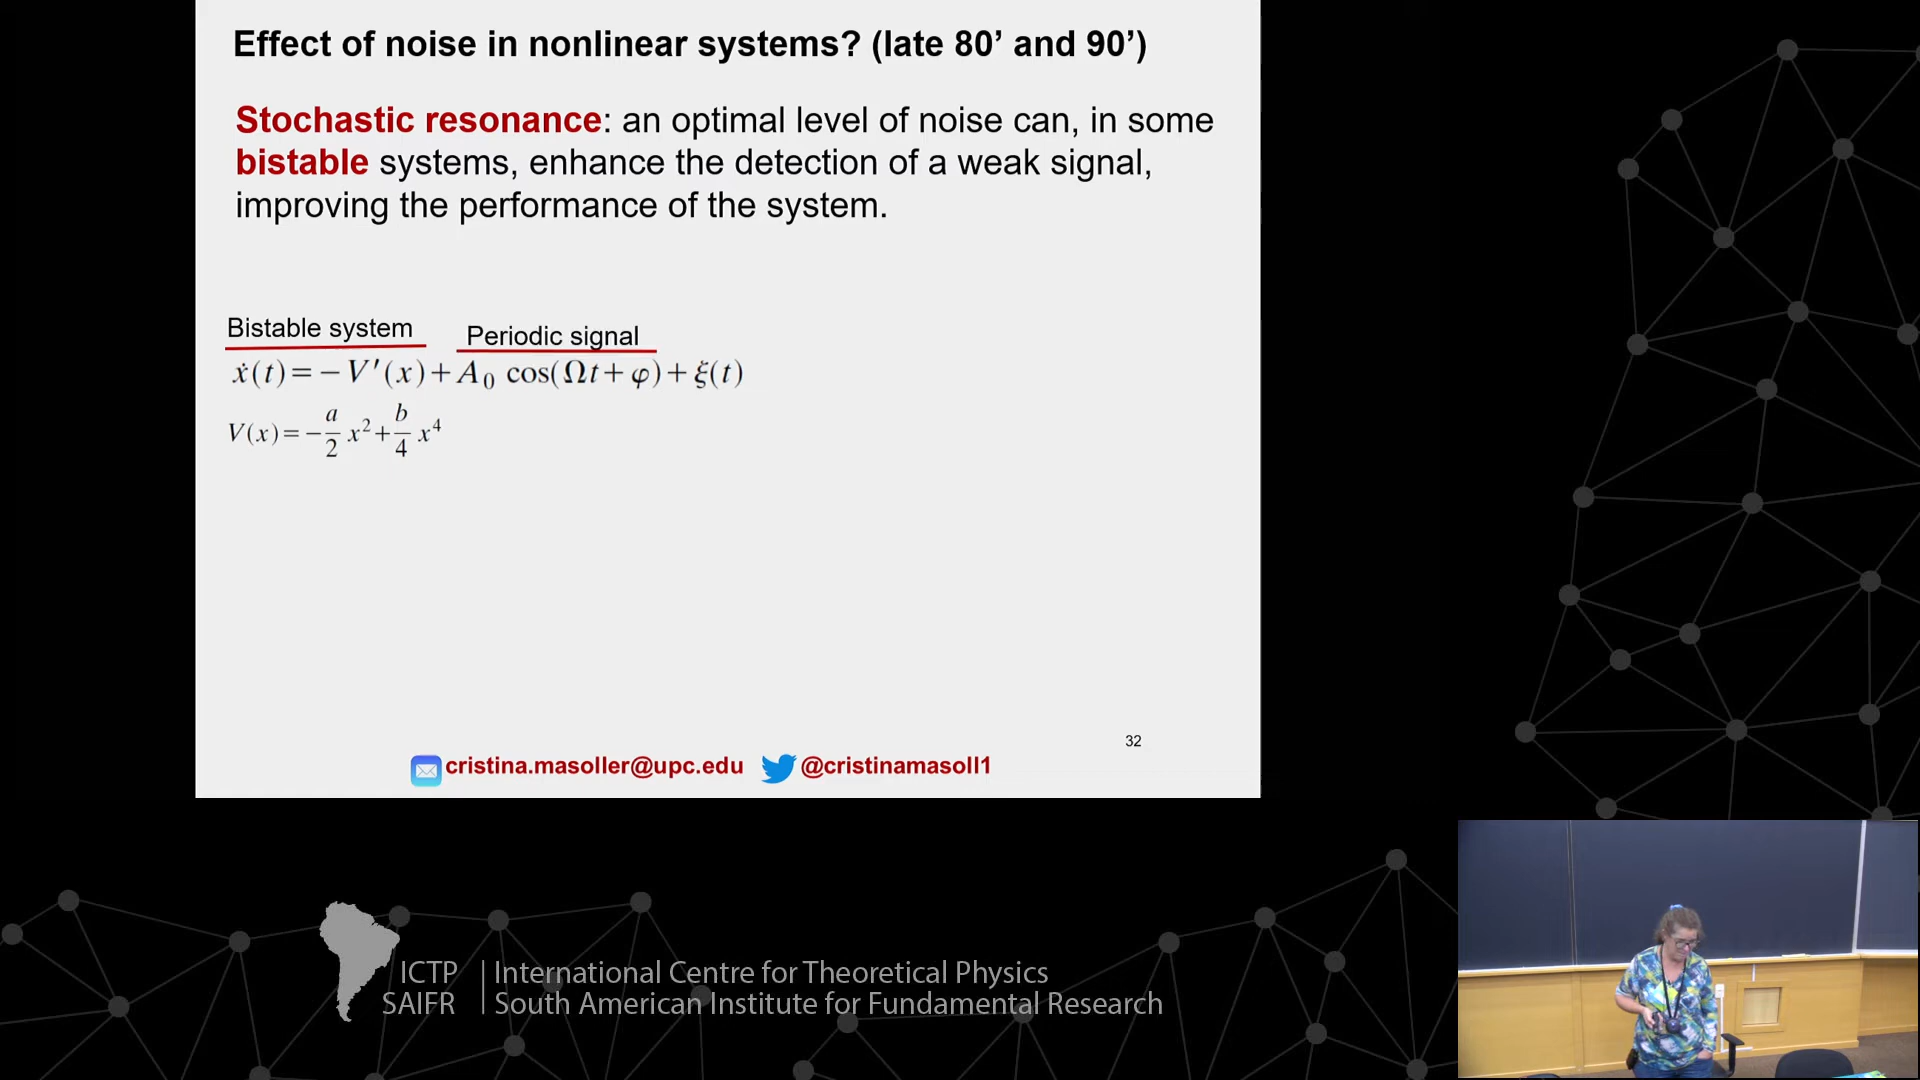 Effect of noise in nonlinear systems? (late 80’ and 90’)
Stochastic resonance: an optimal level of noise can, in some
bistable systems, enhance the detection of a weak signal,
improving the performance of the system.
Bistable system
Periodic signal
ẋ(t) = − V′(x) + A₀ cos(Ωt + φ) + ξ(t)
V(x) = − a/2 x² + b/4 x⁴
32
cristina.masoller@upc.edu @cristinamasoll1
ICTP International Centre for Theoretical Physics
SAIFR South American Institute for Fundamental Research